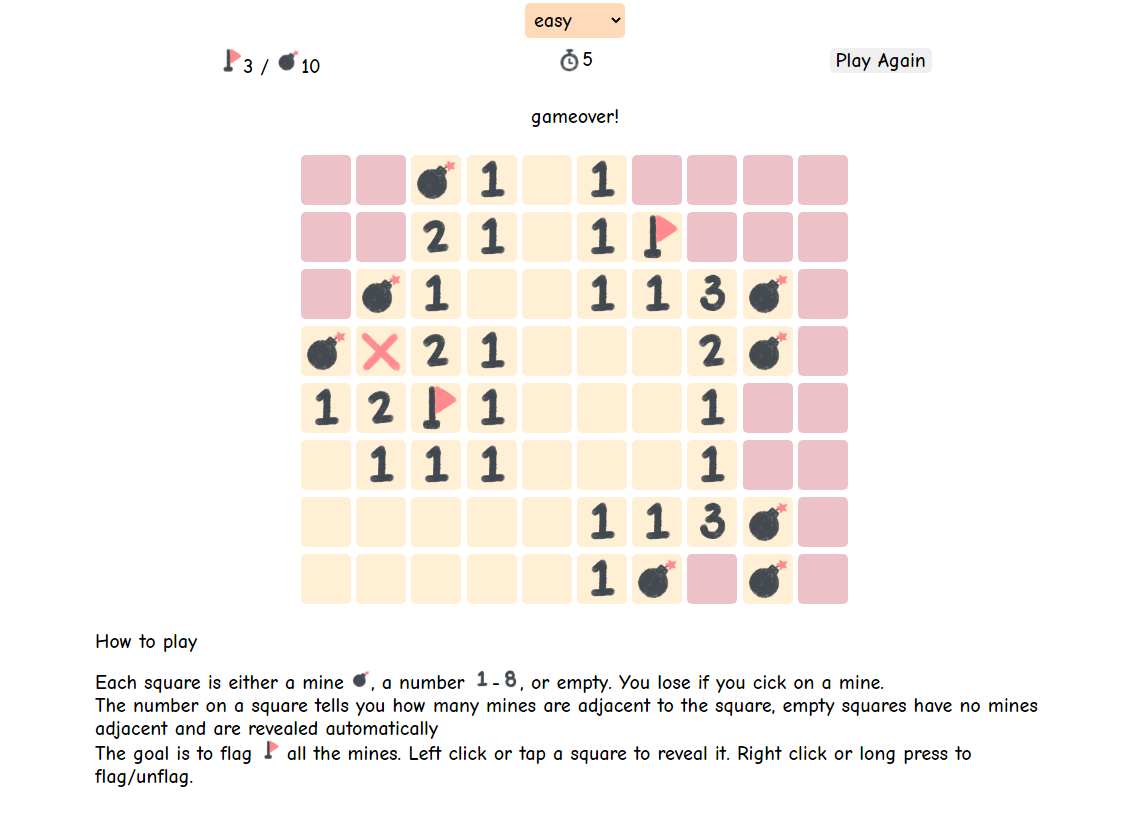 easy
3 / 10
5
Play Again
gameover!
1 1
2 1 1
1 1 1 3
2 1 2
1 2 1 1
1 1 1 1
1 1 3
1
How to play
Each square is either a mine , a number 1 - 8, or empty. You lose if you cick on a mine.
The number on a square tells you how many mines are adjacent to the square, empty squares have no mines
adjacent and are revealed automatically
The goal is to flag all the mines. Left click or tap a square to reveal it. Right click or long press to
flag/unflag.